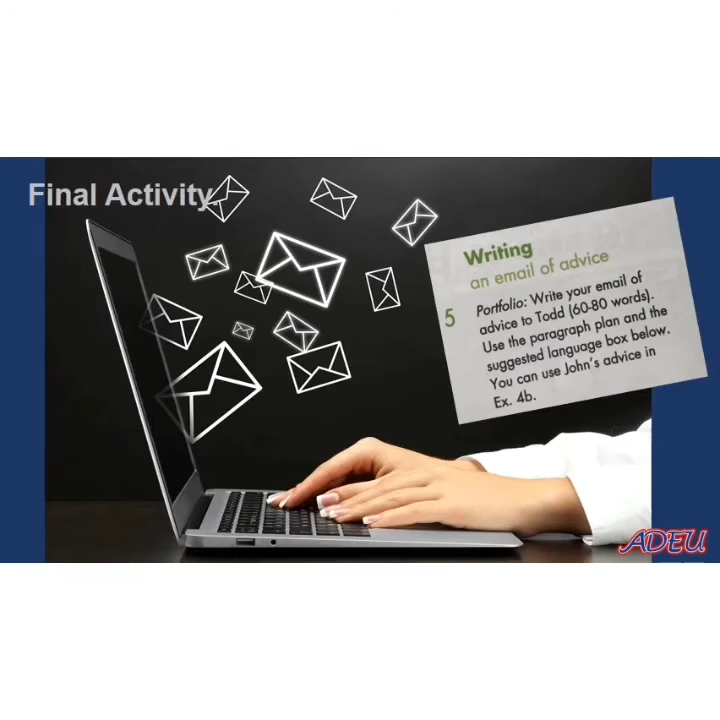 Final Activity.
Writing
an email of advice
5 Portfolio: Write your email of
advice to Todd (60-80 words).
Use the paragraph plan and the
suggested language box below.
You can use John's advice in
Ex. 4b.
ADEU